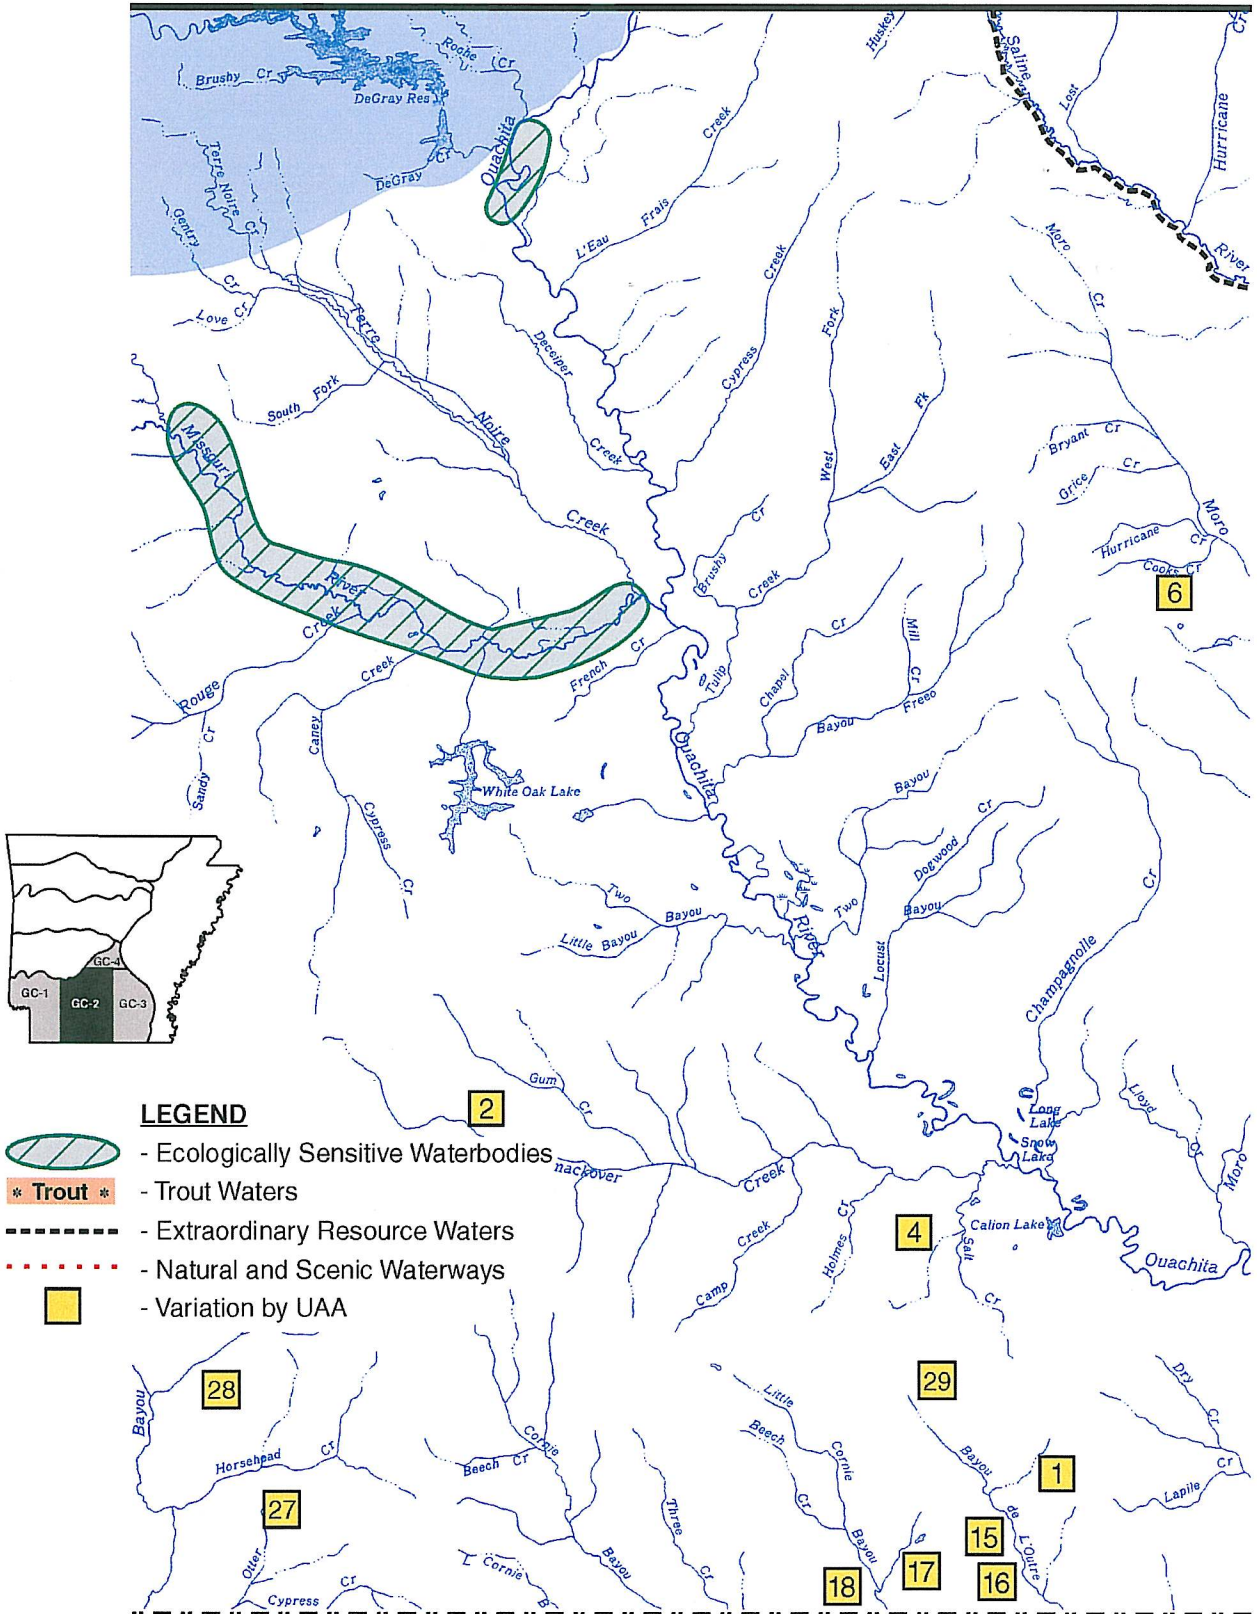 Huskey
Saline
Lost
Cr
Hurricane
River
Roche
Cr
Brushy Cr
DeGray Res
Cr
DeGray
Ouachita
Creek
Frais
L'Eau
Terre Noire Cr
Gentry
Cr
Love Cr
Terre
Noire
Creek
South Fork
Deceiper
Creek
Creek
Cypress
Fork
West
East Fk
Moro
Cr
Bryant Cr
Grice Cr
Moro
Hurricane Cr
Cooks Cr
6
Missouri
River
Creek
Rouge
Creek
Sandy Cr
Caney
Cypress
Cr
French Cr
Brushy Cr
Creek
Tulip
Chapel Cr
Mill Cr
Bayou Freeo
Ouachita
White Oak Lake
Bayou
Two
Dogwood Cr
Bayou
Locust
Two
Bayou
Little Bayou
River
Champagnolle
Cr
GC-4
GC-1
GC-2
GC-3
Gum
Cr
2
nackover
Creek
Camp Creek
Holmes Cr
4
Salt
Cr
Long
Lake
Snow
Lake
Calion Lake
Ouachita
Lloyd
Cr
Moro
LEGEND
- Ecologically Sensitive Waterbodies
* Trout * - Trout Waters
- Extraordinary Resource Waters
- Natural and Scenic Waterways
- Variation by UAA
28
Bayou
Horsehead Cr
27
Otter
Cypress Cr
Cornie
Beech Cr
L' Cornie
B
Bayou
Three
Cr
Little
Cornie
Bayou
Beech
Cr
18
17
29
Bayou
de
L'Outre
1
15
16
Dry
Cr
Lapile Cr